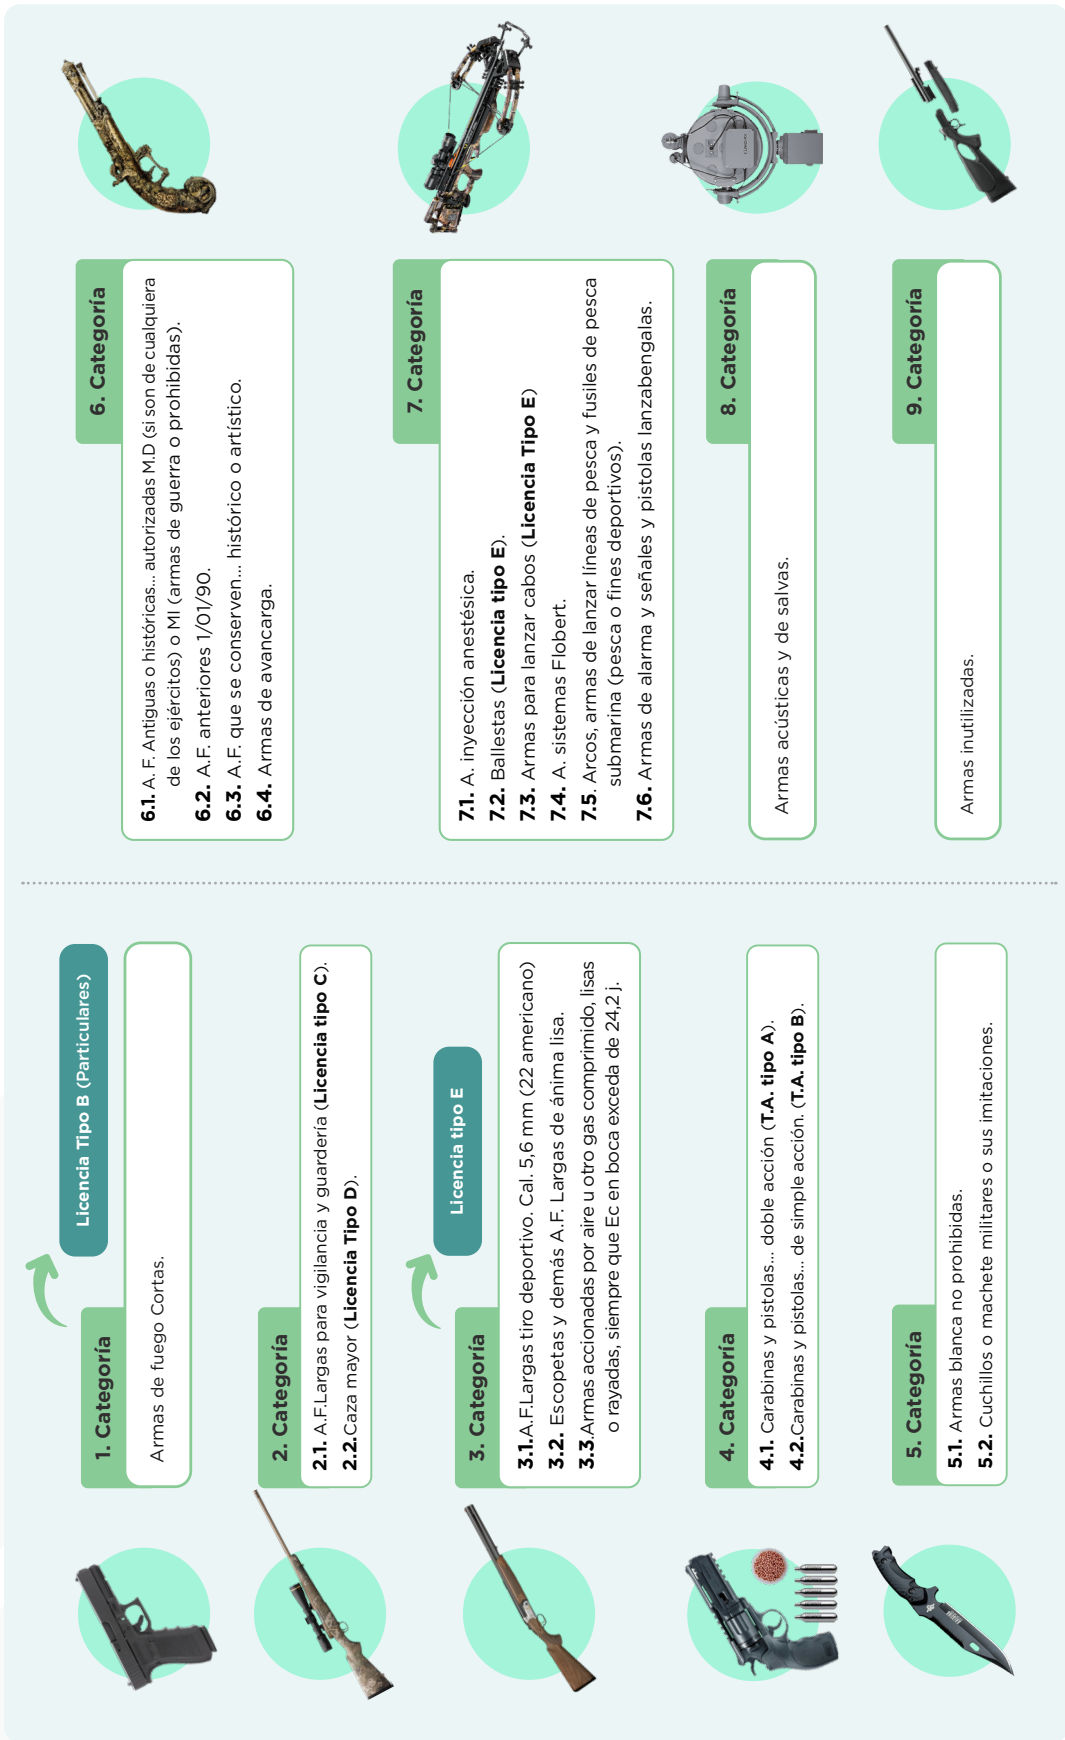 Licencia Tipo B (Particulares)
1. Categoría
Armas de fuego Cortas.
2. Categoría
2.1. A.F.Largas para vigilancia y guardería (Licencia tipo C).
2.2.Caza mayor (Licencia Tipo D).
Licencia tipo E
3. Categoría
3.1.A.F.Largas tiro deportivo. Cal. 5,6 mm (22 americano)
3.2. Escopetas y demás A.F. Largas de ánima lisa.
3.3.Armas accionadas por aire u otro gas comprimido, lisas
o rayadas, siempre que Ec en boca exceda de 24,2 j.
4. Categoría
4.1. Carabinas y pistolas... doble acción (T.A. tipo A).
4.2.Carabinas y pistolas... de simple acción. (T.A. tipo B).
5. Categoría
5.1. Armas blanca no prohibidas.
5.2. Cuchillos o machete militares o sus imitaciones.
6. Categoría
6.1. A. F. Antiguas o históricas... autorizadas M.D (si son de cualquiera
de los ejércitos) o MI (armas de guerra o prohibidas).
6.2. A.F. anteriores 1/01/90.
6.3. A.F. que se conserven... histórico o artístico.
6.4. Armas de avancarga.
7. Categoría
7.1. A. inyección anestésica.
7.2. Ballestas (Licencia tipo E).
7.3. Armas para lanzar cabos (Licencia Tipo E)
7.4. A. sistemas Flobert.
7.5. Arcos, armas de lanzar líneas de pesca y fusiles de pesca
submarina (pesca o fines deportivos).
7.6. Armas de alarma y señales y pistolas lanzabengalas.
8. Categoría
Armas acústicas y de salvas.
9. Categoría
Armas inutilizadas.